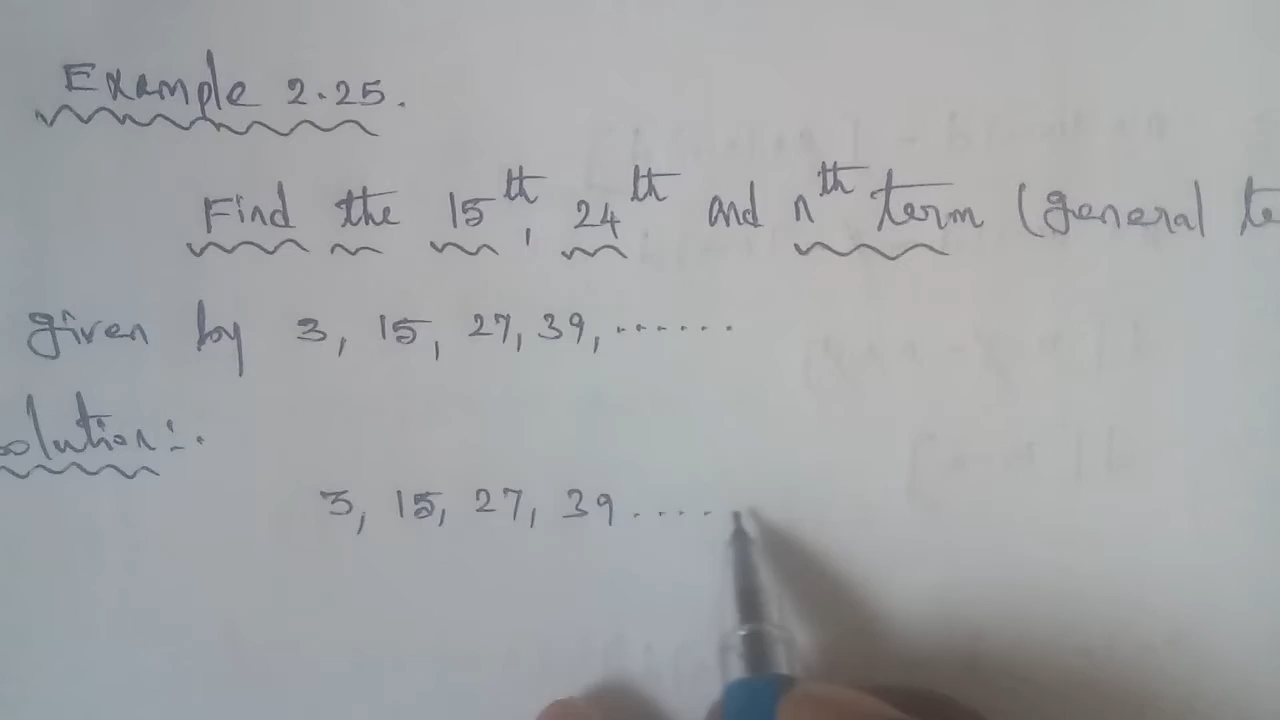 Example 2.25.
Find the 15th, 24th and nth term (general te
given by 3, 15, 27, 39, .......
olution:-.
3, 15, 27, 39 .....